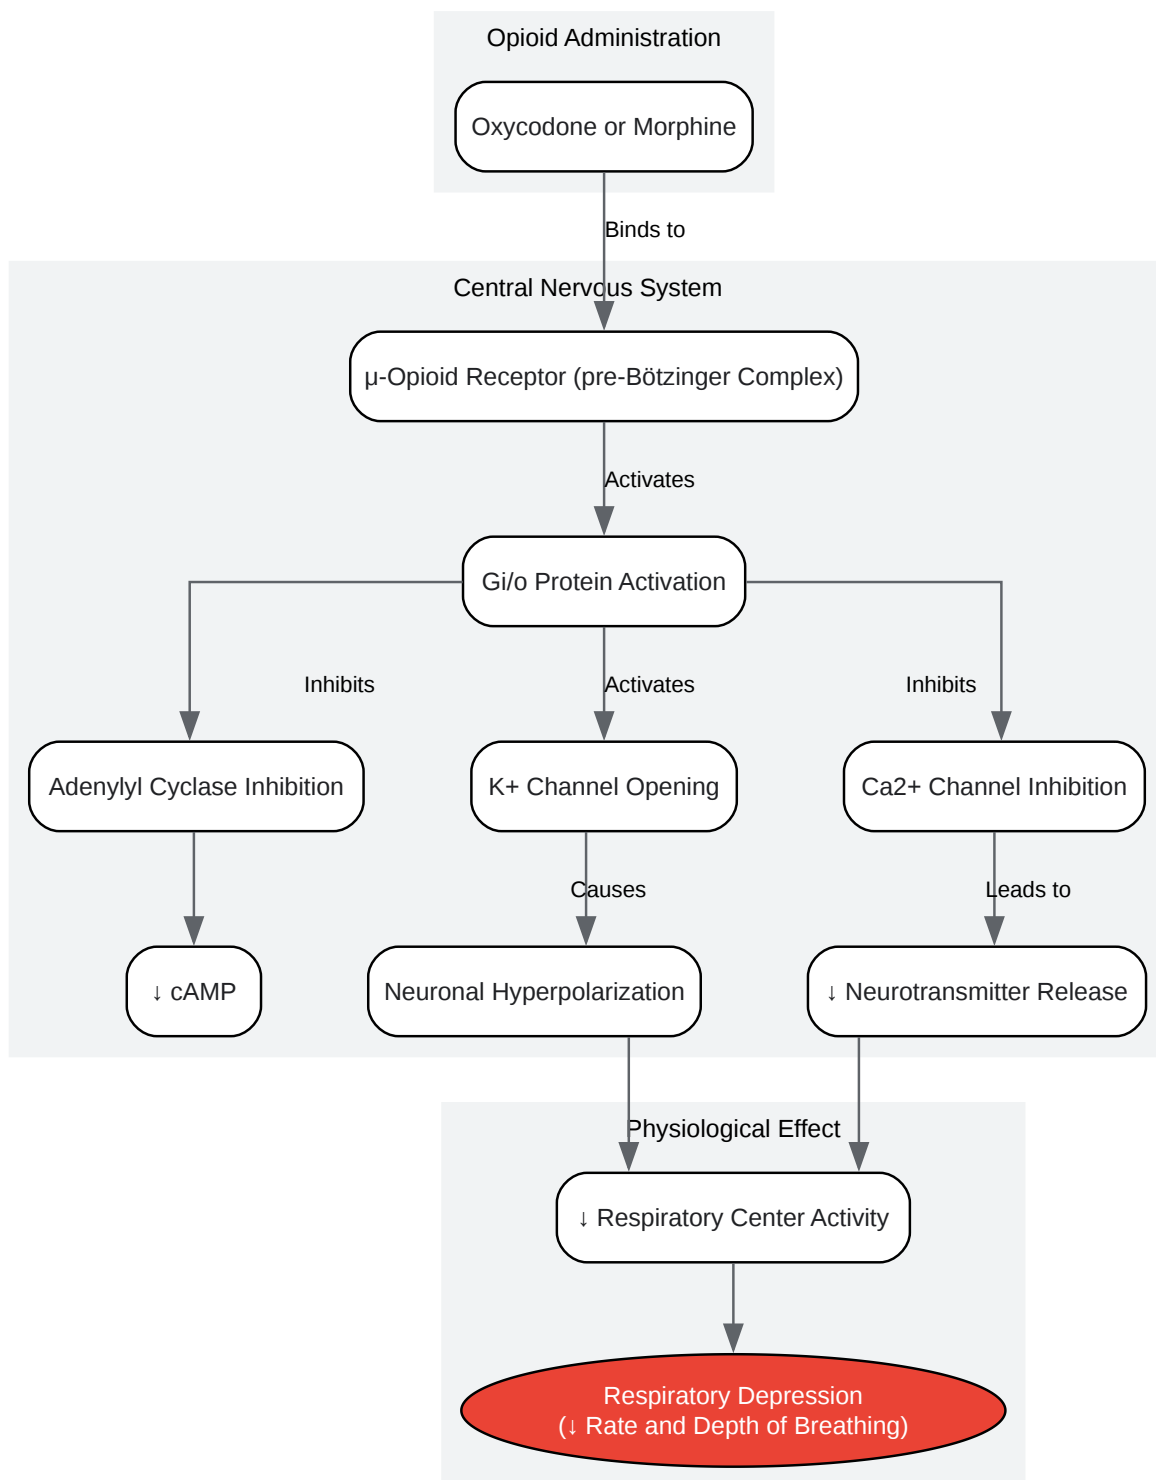 Opioid Administration
Oxycodone or Morphine
Binds to
Central Nervous System
μ-Opioid Receptor (pre-Bötzinger Complex)
Activates
Gi/o Protein Activation
Inhibits
Activates
Inhibits
Adenylyl Cyclase Inhibition
K+ Channel Opening
Ca2+ Channel Inhibition
Causes
Leads to
↓ cAMP
Neuronal Hyperpolarization
↓ Neurotransmitter Release
Physiological Effect
↓ Respiratory Center Activity
Respiratory Depression
(↓ Rate and Depth of Breathing)